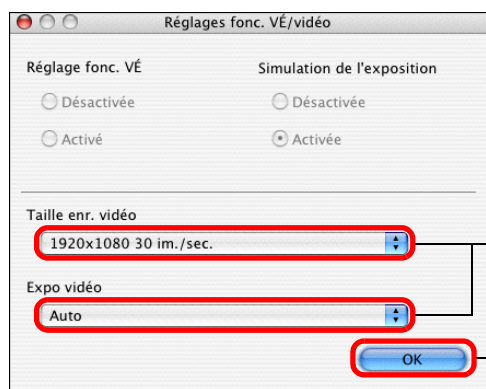 Réglages fonc. VÉ/vidéo
Réglage fonc. VÉ
Simulation de l'exposition
Désactivée
Désactivée
Activé
Activée
Taille enr. vidéo
1920x1080 30 im./sec.
Expo vidéo
Auto
OK